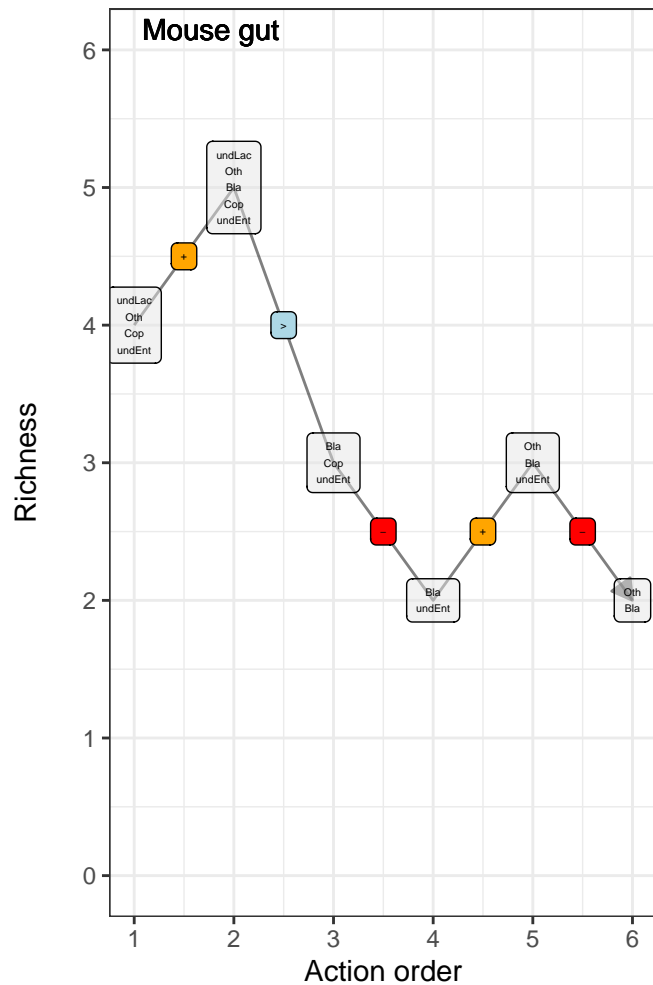 Mouse gut
6
5
4
3
2
1
0
Richness
undLac
Oth
Cop
undEnt
+
undLac
Oth
Bla
Cop
undEnt
>
Bla
Cop
undEnt
−
Bla
undEnt
+
Oth
Bla
undEnt
−
Oth
Bla
1 2 3 4 5 6
Action order